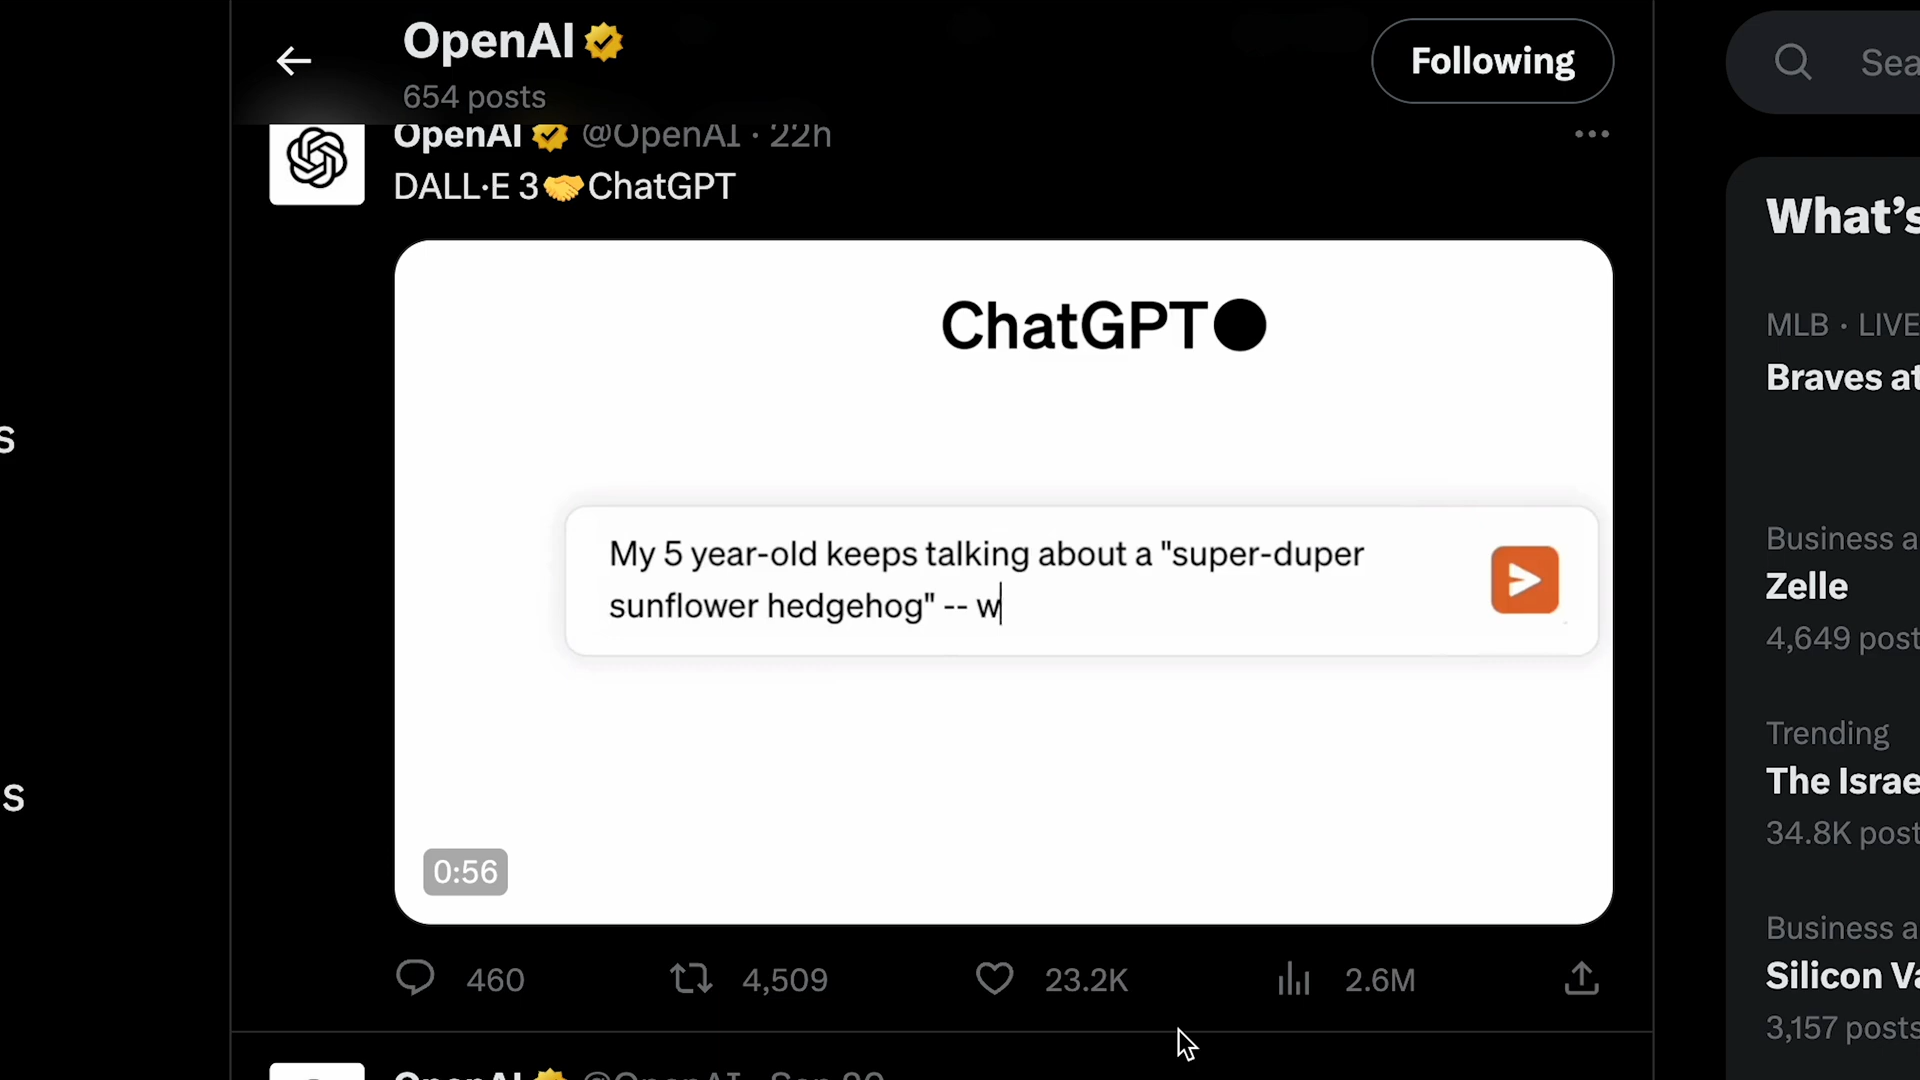 OpenAI
654 posts
Following
OpenAI @OpenAI · 22h
DALL·E 3🤝ChatGPT
ChatGPT
My 5 year-old keeps talking about a "super-duper
sunflower hedgehog" -- w
0:56
460 4,509 23.2K 2.6M
OpenAI @OpenAI
s
s
Sea
What's
MLB · LIVE
Braves at
Business a
Zelle
4,649 post
Trending
The Israe
34.8K post
Business a
Silicon Va
3,157 posts